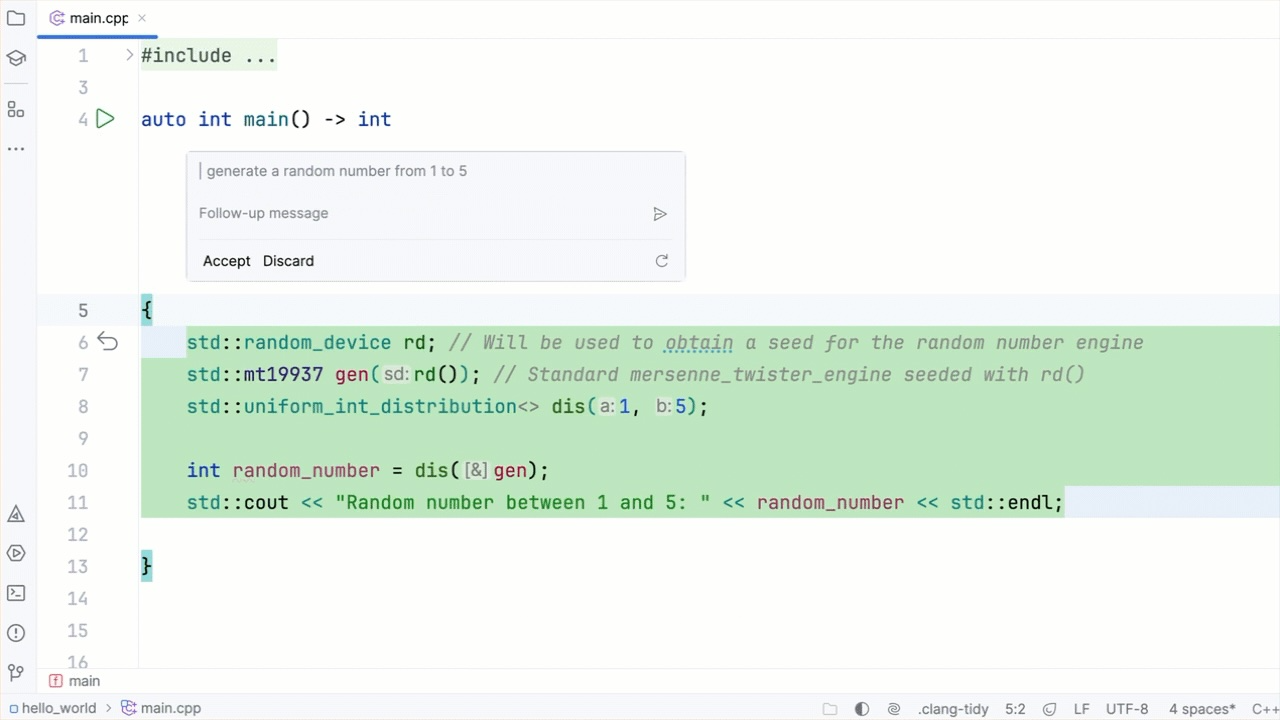 main.cpp
1 #include ...
3
4 auto int main() -> int
generate a random number from 1 to 5
Follow-up message
Accept Discard
5 {
6 std::random_device rd; // Will be used to obtain a seed for the random number engine
7 std::mt19937 gen(sd:rd()); // Standard mersenne_twister_engine seeded with rd()
8 std::uniform_int_distribution<> dis(a:1, b:5);
9
10 int random_number = dis([&]gen);
11 std::cout << "Random number between 1 and 5: " << random_number << std::endl;
12
13 }
14
15
16
f main
hello_world > main.cpp .clang-tidy 5:2 LF UTF-8 4 spaces* C++